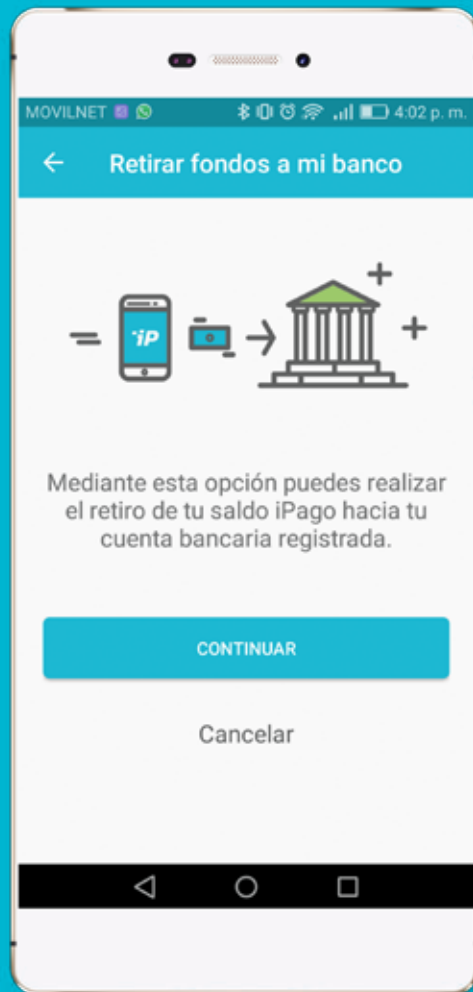 MOVILNET
4:02 p. m.
Retirar fondos a mi banco
iP
Mediante esta opción puedes realizar
el retiro de tu saldo iPago hacia tu
cuenta bancaria registrada.
CONTINUAR
Cancelar